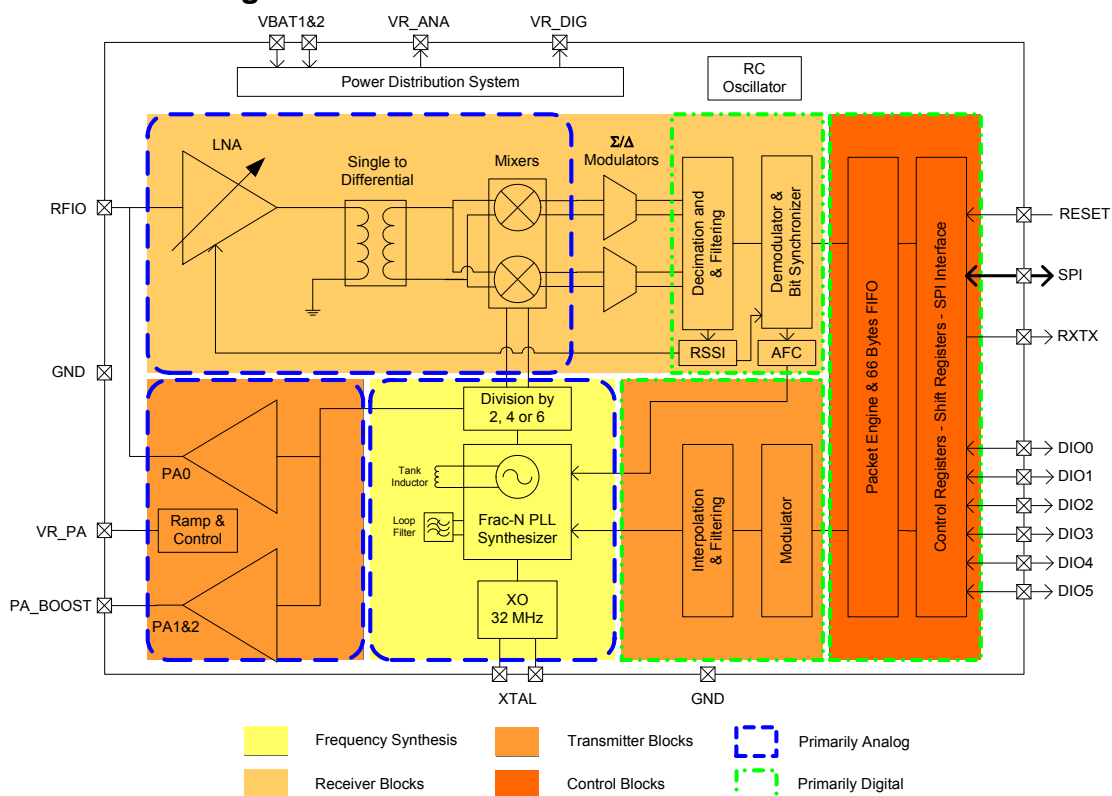 VBAT1&2
VR_ANA
VR_DIG
Power Distribution System
RC
Oscillator
LNA
Single to
Differential
Mixers
Σ/Δ
Modulators
Decimation and
& Filtering
Demodulator &
Bit Synchronizer
RSSI
AFC
Packet Engine & 66 Bytes FIFO
Control Registers - Shift Registers - SPI Interface
RFIO
GND
VR_PA
PA_BOOST
RESET
SPI
RXTX
DIO0
DIO1
DIO2
DIO3
DIO4
DIO5
PA0
Ramp &
Control
PA1&2
Division by
2, 4 or 6
Tank
Inductor
Loop
Filter
Frac-N PLL
Synthesizer
XO
32 MHz
Interpolation
& Filtering
Modulator
XTAL
GND
Frequency Synthesis
Transmitter Blocks
Primarily Analog
Receiver Blocks
Control Blocks
Primarily Digital